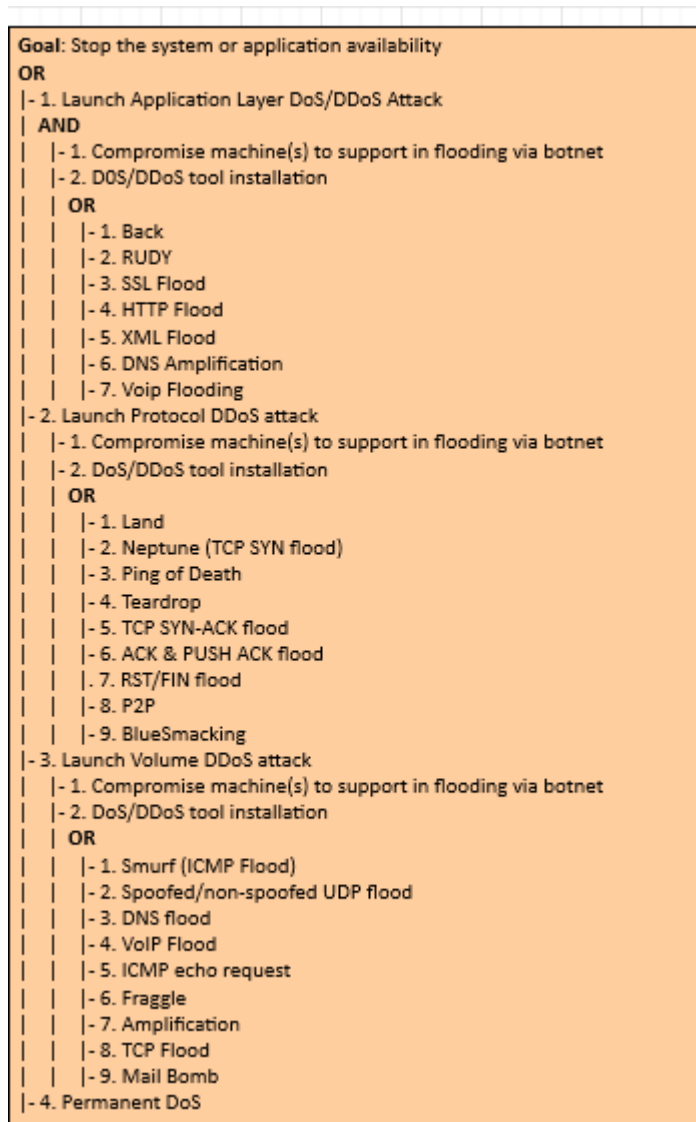 Goal: Stop the system or application availability
OR
|- 1. Launch Application Layer DoS/DDoS Attack
| AND
| |- 1. Compromise machine(s) to support in flooding via botnet
| |- 2. D0S/DDoS tool installation
| | OR
| | |- 1. Back
| | |- 2. RUDY
| | |- 3. SSL Flood
| | |- 4. HTTP Flood
| | |- 5. XML Flood
| | |- 6. DNS Amplification
| | |- 7. Voip Flooding
|- 2. Launch Protocol DDoS attack
| |- 1. Compromise machine(s) to support in flooding via botnet
| |- 2. DoS/DDoS tool installation
| | OR
| | |- 1. Land
| | |- 2. Neptune (TCP SYN flood)
| | |- 3. Ping of Death
| | |- 4. Teardrop
| | |- 5. TCP SYN-ACK flood
| | |- 6. ACK & PUSH ACK flood
| | |. 7. RST/FIN flood
| | |- 8. P2P
| | |- 9. BlueSmacking
|- 3. Launch Volume DDoS attack
| |- 1. Compromise machine(s) to support in flooding via botnet
| |- 2. DoS/DDoS tool installation
| | OR
| | |- 1. Smurf (ICMP Flood)
| | |- 2. Spoofed/non-spoofed UDP flood
| | |- 3. DNS flood
| | |- 4. VoIP Flood
| | |- 5. ICMP echo request
| | |- 6. Fraggle
| | |- 7. Amplification
| | |- 8. TCP Flood
| | |- 9. Mail Bomb
|- 4. Permanent DoS